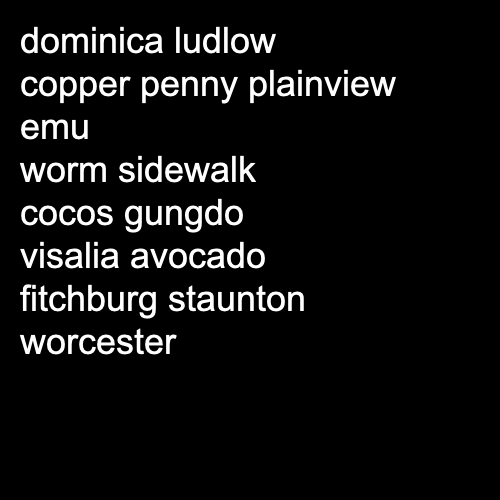 dominica ludlow
copper penny plainview
emu
worm sidewalk
cocos gungdo
visalia avocado
fitchburg staunton
worcester